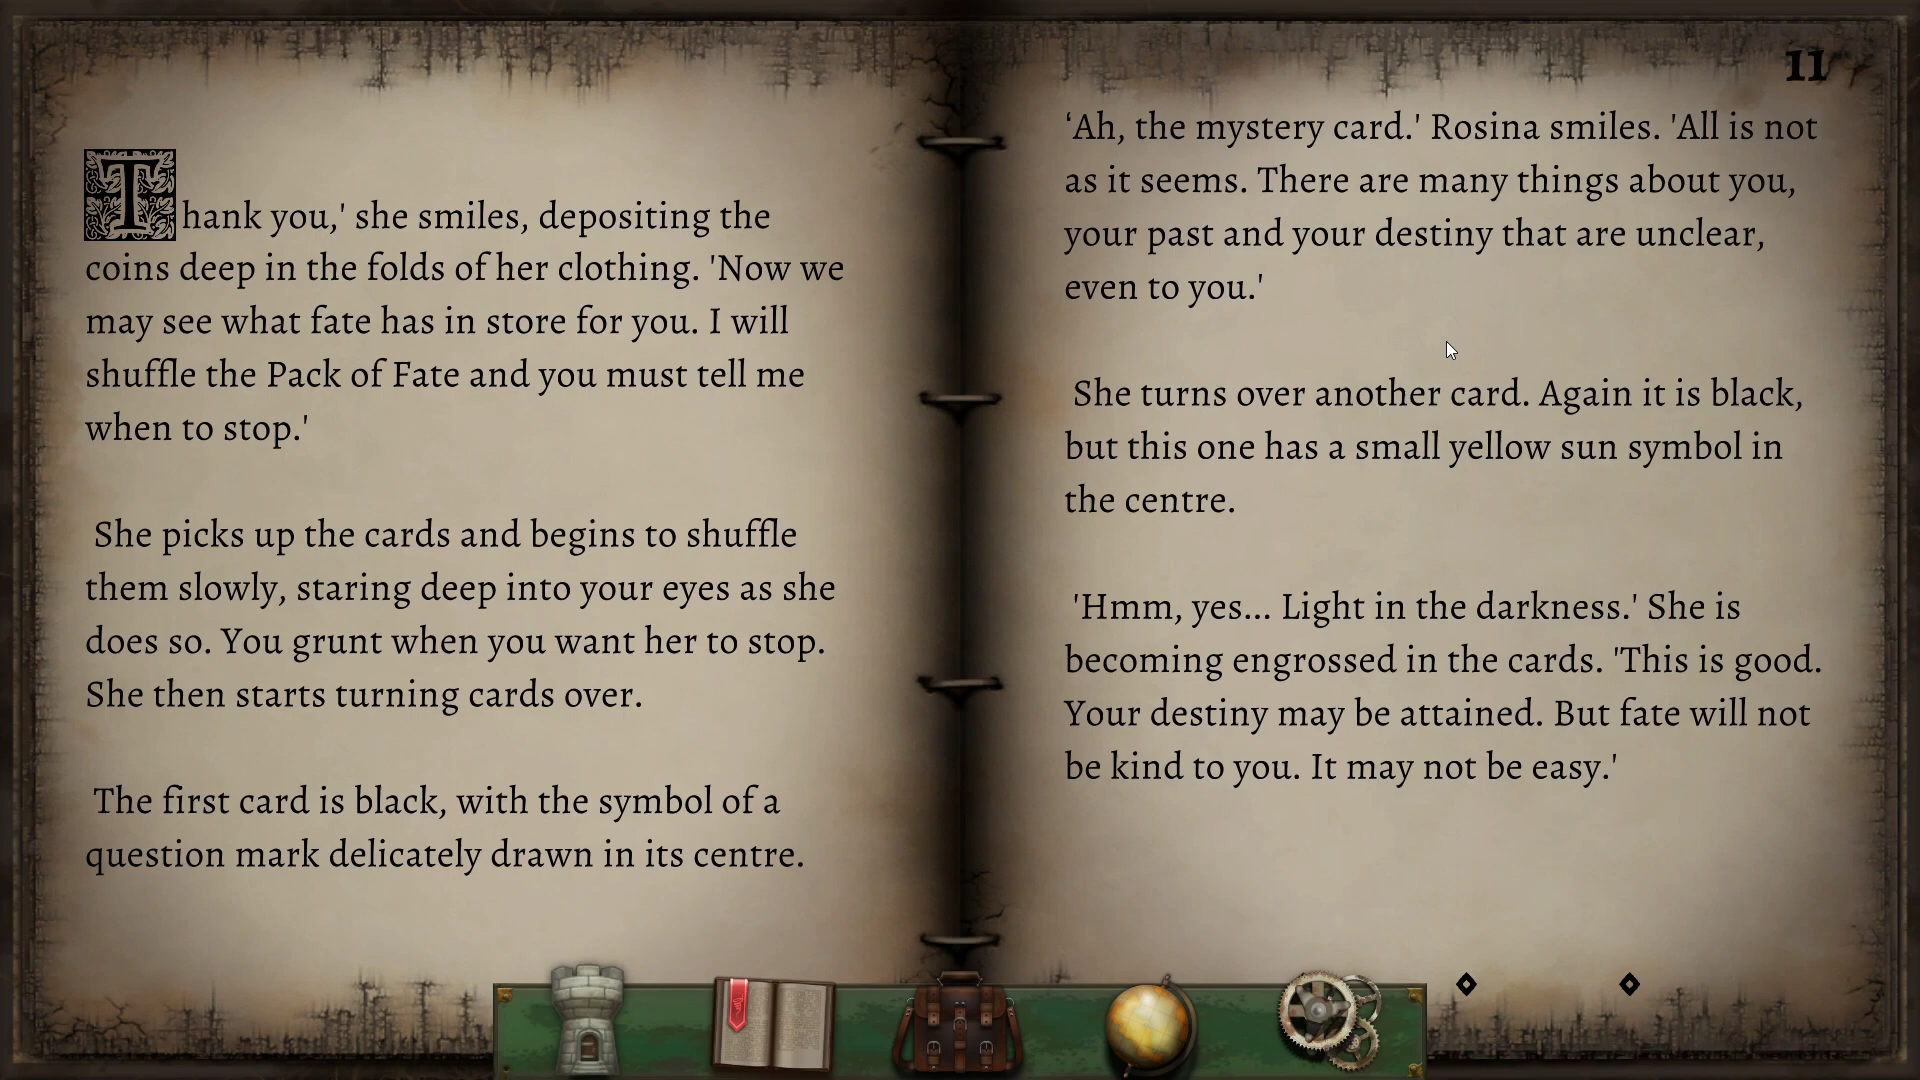 Thank you,' she smiles, depositing the
coins deep in the folds of her clothing. 'Now we
may see what fate has in store for you. I will
shuffle the Pack of Fate and you must tell me
when to stop.'
She picks up the cards and begins to shuffle
them slowly, staring deep into your eyes as she
does so. You grunt when you want her to stop.
She then starts turning cards over.
The first card is black, with the symbol of a
question mark delicately drawn in its centre.
11
‘Ah, the mystery card.' Rosina smiles. 'All is not
as it seems. There are many things about you,
your past and your destiny that are unclear,
even to you.'
She turns over another card. Again it is black,
but this one has a small yellow sun symbol in
the centre.
'Hmm, yes... Light in the darkness.' She is
becoming engrossed in the cards. 'This is good.
Your destiny may be attained. But fate will not
be kind to you. It may not be easy.'